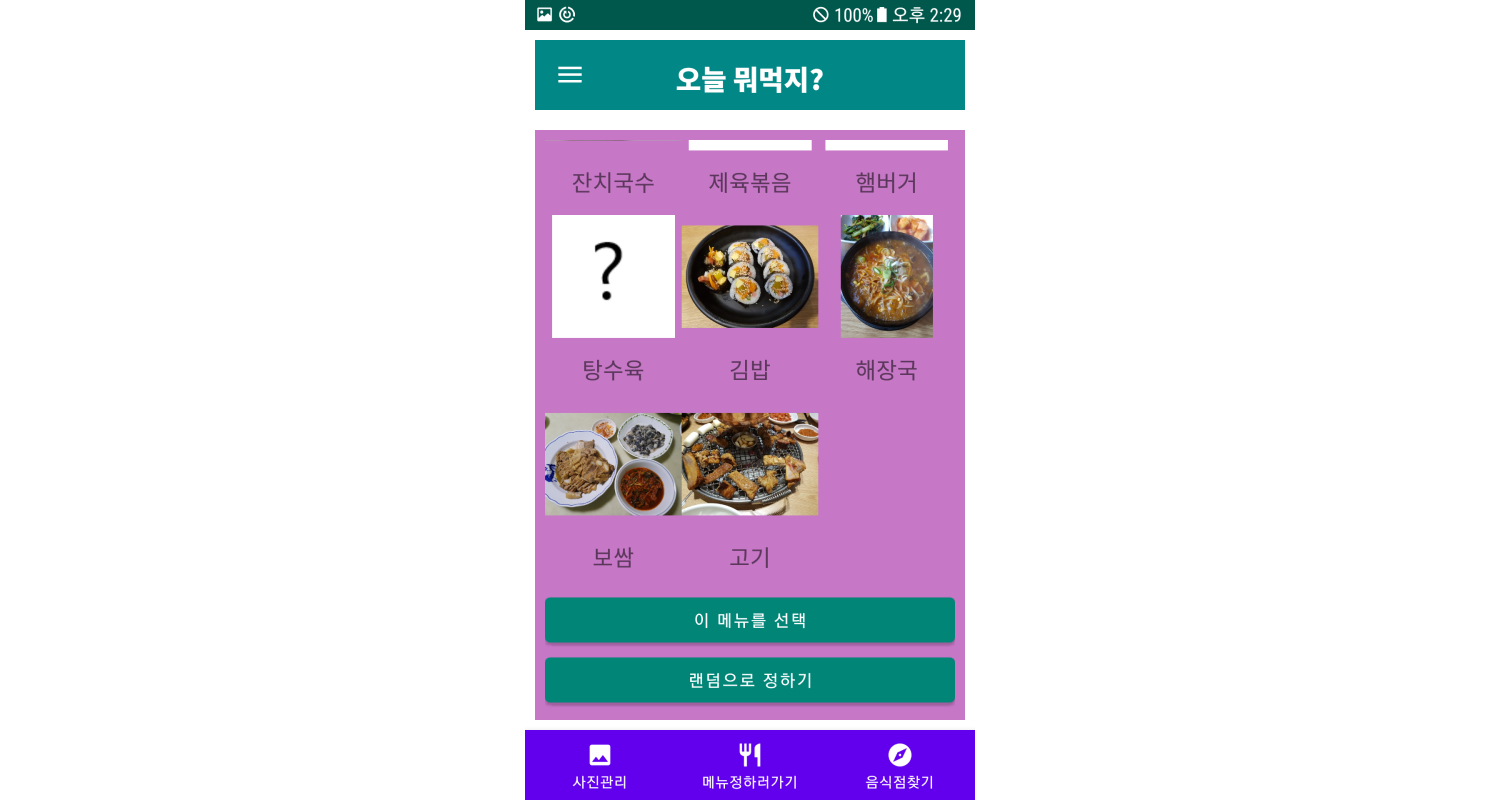 100% 오후 2:29
오늘 뭐먹지?
잔치국수 제육볶음 햄버거
?
탕수육 김밥 해장국
보쌈 고기
이 메뉴를 선택
랜덤으로 정하기
사진관리 메뉴정하러가기 음식점찾기